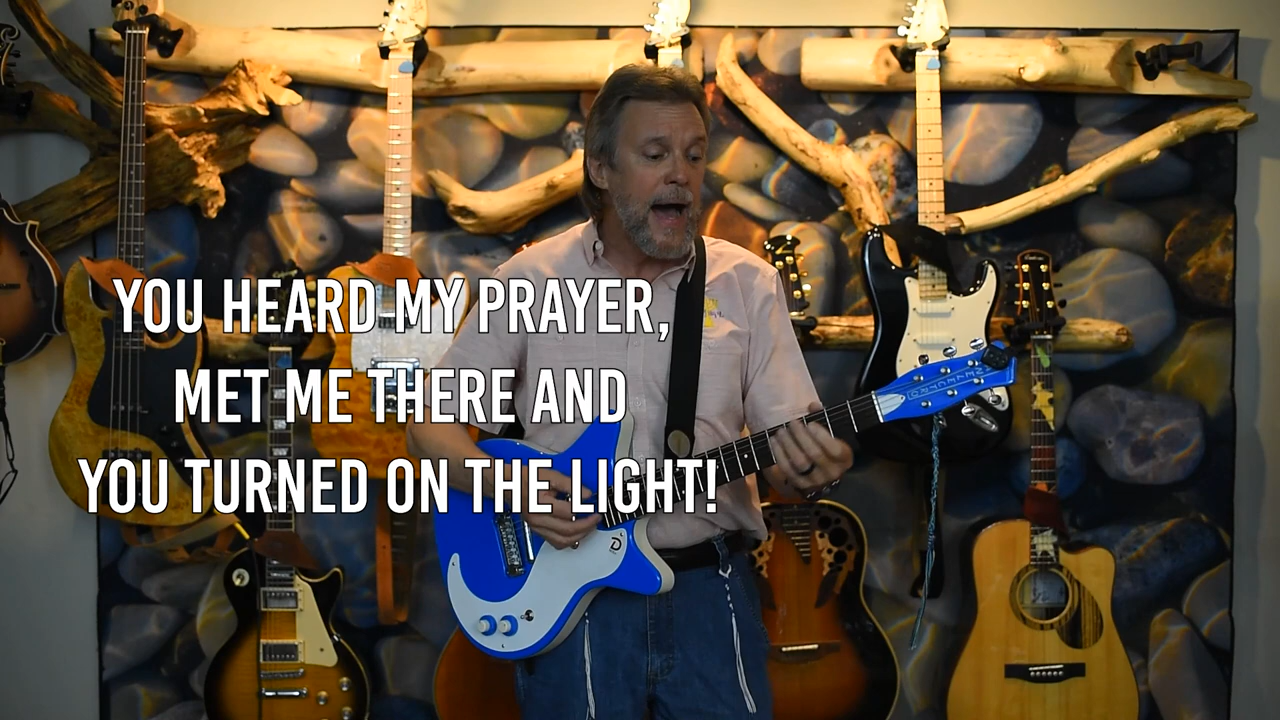 YOU HEARD MY PRAYER,
MET ME THERE AND
YOU TURNED ON THE LIGHT!